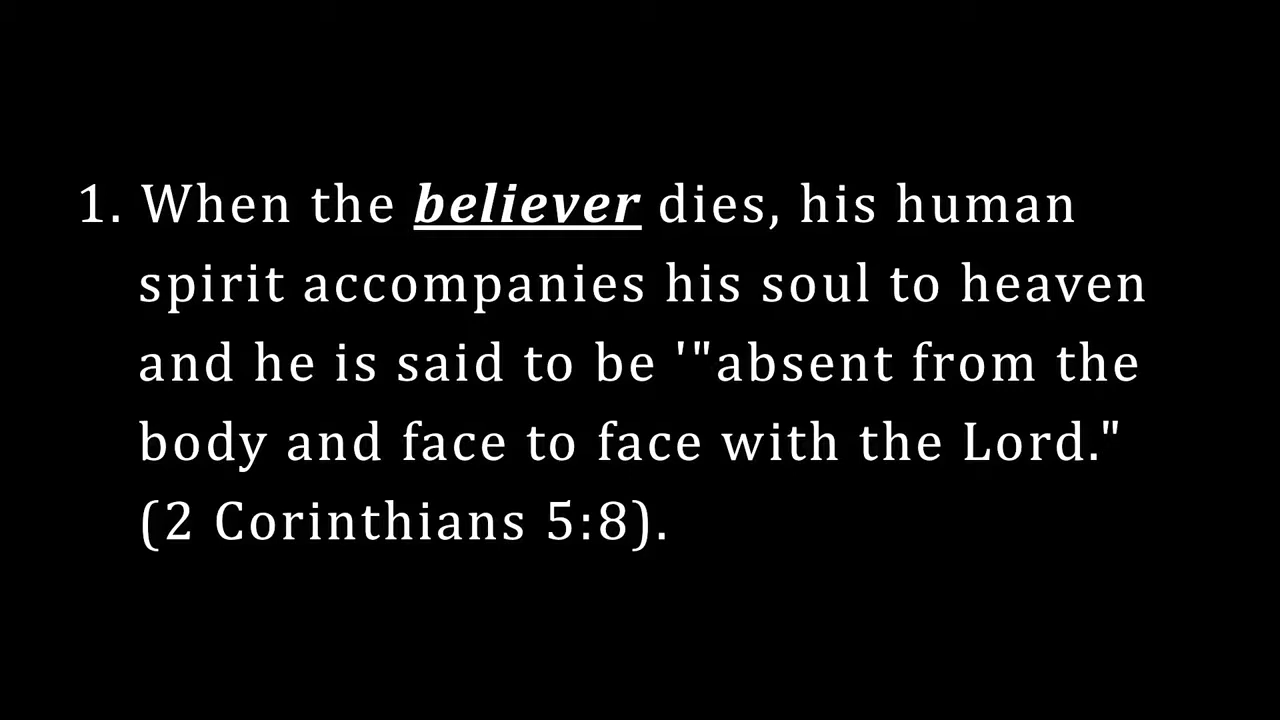 1. When the believer dies, his human
spirit accompanies his soul to heaven
and he is said to be '"absent from the
body and face to face with the Lord."
(2 Corinthians 5:8).